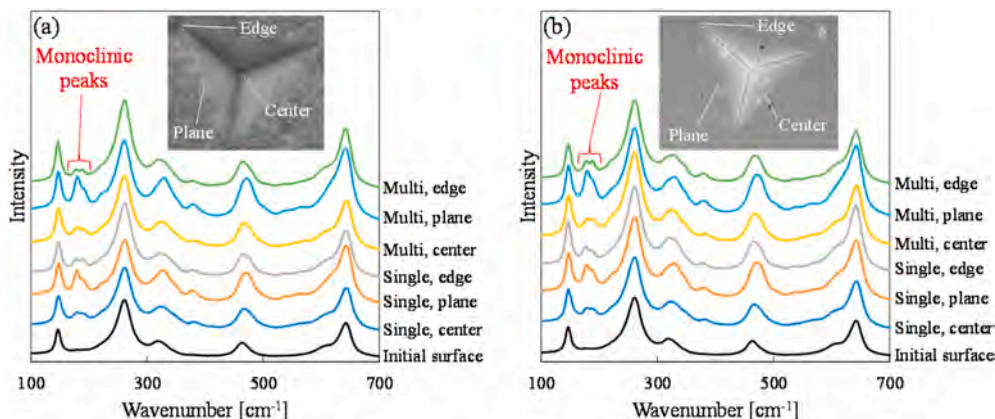 (a)
Edge
Monoclinic
peaks
Plane
Center
Intensity
Multi, edge
Multi, plane
Multi, center
Single, edge
Single, plane
Single, center
Initial surface
100
300
500
700
Wavenumber [cm⁻¹]
(b)
Edge
Monoclinic
peaks
Plane
Center
Intensity
Multi, edge
Multi, plane
Multi, center
Single, edge
Single, plane
Single, center
Initial surface
100
300
500
700
Wavenumber [cm⁻¹]